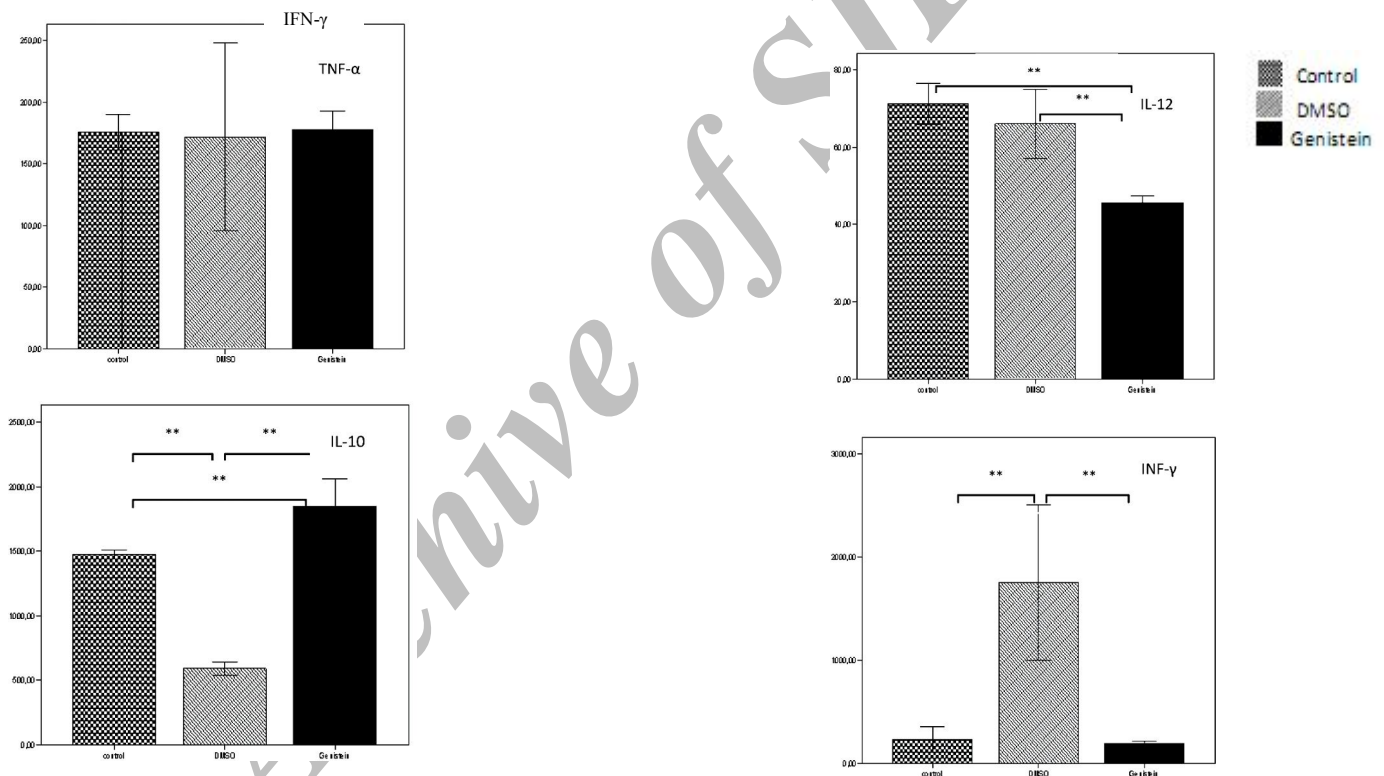 IFN-γ
TNF-α
250,00
200,00
150,00
100,00
50,00
0,00
control
DMSO
Genistein
**
**
IL-12
80,00
60,00
40,00
20,00
0,00
control
DMSO
Genistein
Control
DMSO
Genistein
**
**
IL-10
**
2500,00
2000,00
1500,00
1000,00
500,00
0,00
control
DMSO
Genistein
INF-γ
**
**
3000,00
2000,00
1000,00
0,00
control
DMSO
Genistein
of